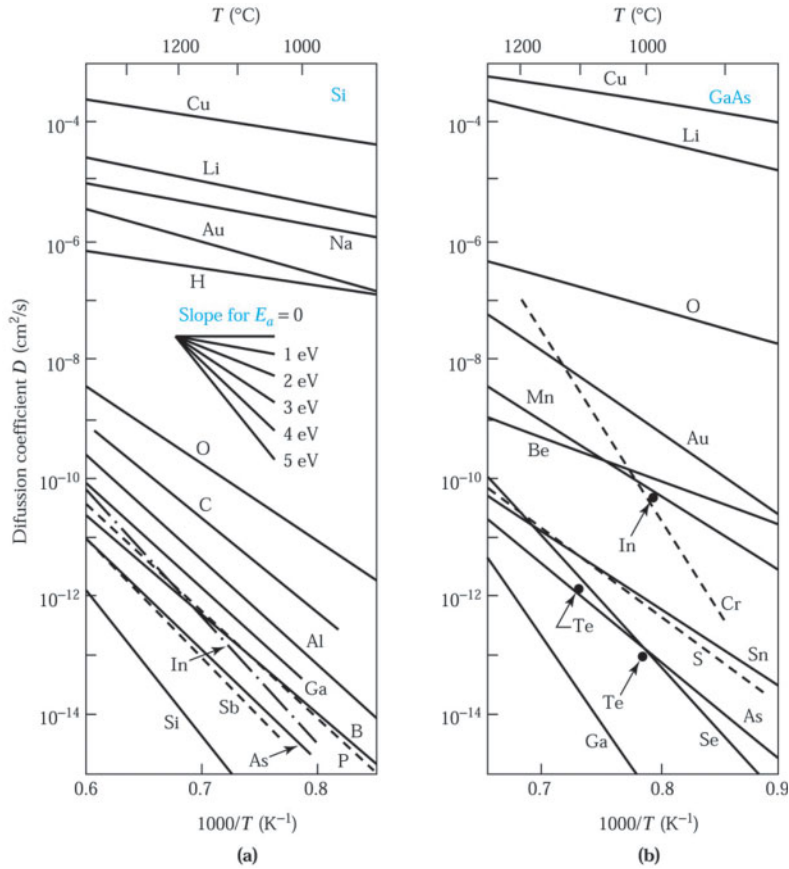 T (°C)
1200 1000
Si
Cu
10⁻⁴
Li
Au
Na
10⁻⁶
H
Slope for Eₐ = 0
1 eV
2 eV
3 eV
4 eV
5 eV
10⁻⁸
O
10⁻¹⁰
C
10⁻¹²
Al
In
Ga
Sb
Si
B
As
P
10⁻¹⁴
0.6 0.7 0.8
1000/T (K⁻¹)
(a)
Difussion coefficient D (cm²/s)
T (°C)
1200 1000
Cu
GaAs
10⁻⁴
Li
10⁻⁶
O
10⁻⁸
Mn
Au
Be
10⁻¹⁰
In
10⁻¹²
Cr
Te
Sn
S
Te
As
Ga
Se
10⁻¹⁴
0.7 0.8 0.9
1000/T (K⁻¹)
(b)